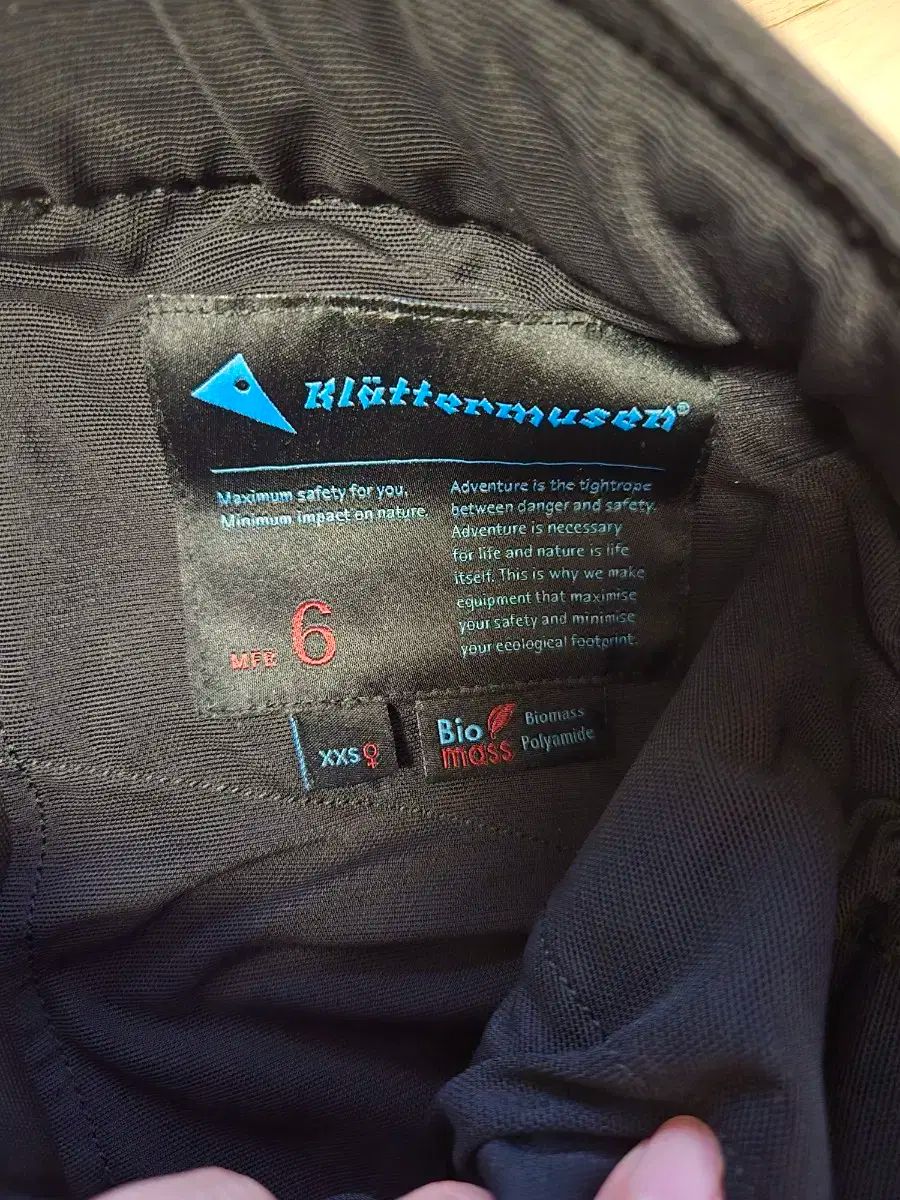 Klättermusen®
Maximum safety for you.
Minimum impact on nature.
Adventure is the tightrope
between danger and safety.
Adventure is necessary
for life and nature is life
itself. This is why we make
equipment that maximise
your safety and minimise
your ecological footprint.
MFB 6
XXS♀
Bio
mass
Biomass
Polyamide